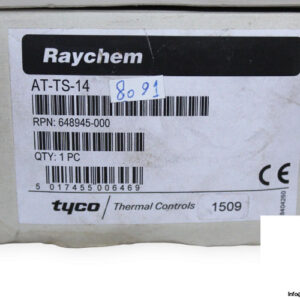 Raychem
AT-TS-14
8091
RPN: 648945-000
QTY: 1 PC
5 017455 006469
CE
tyco / Thermal Controls
1509